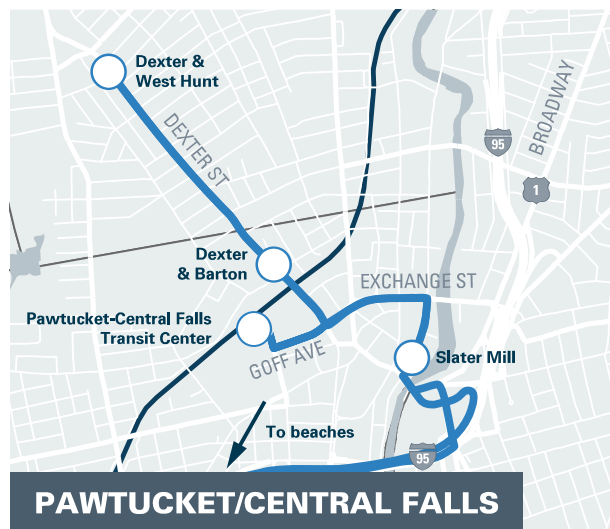 Dexter &
West Hunt
DEXTER ST
95
BROADWAY
1
Dexter
& Barton
EXCHANGE ST
Pawtucket-Central Falls
Transit Center
GOFF AVE
Slater Mill
To beaches
95
PAWTUCKET/CENTRAL FALLS